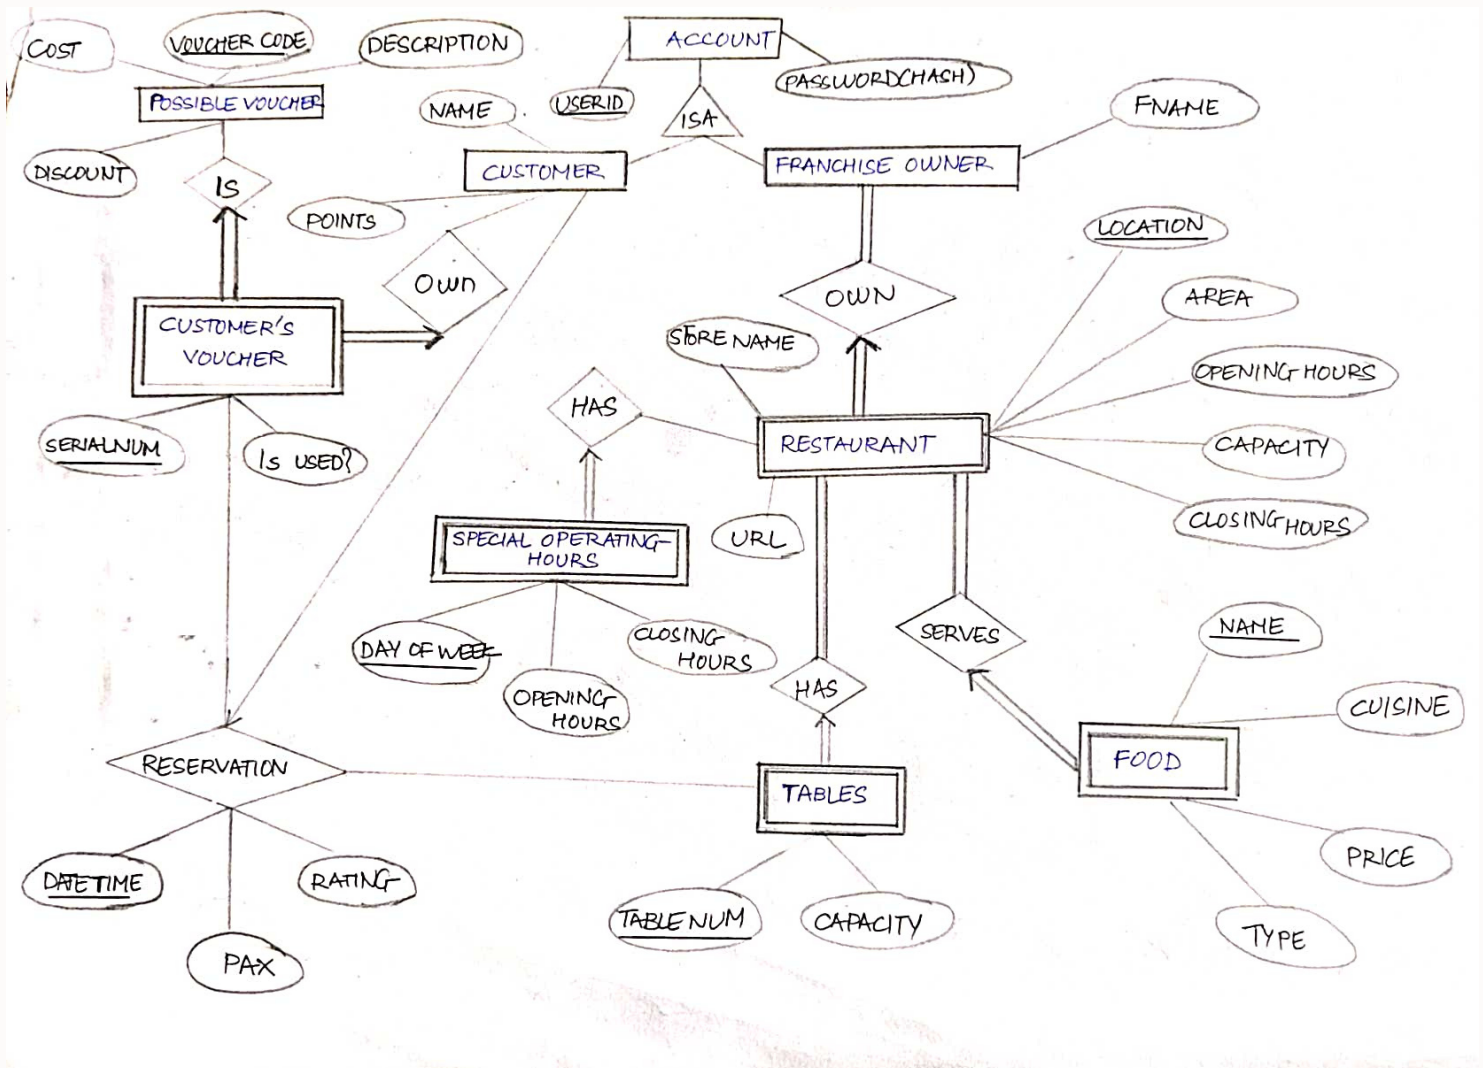 COST
VOUCHER CODE
DESCRIPTION
ACCOUNT
POSSIBLE VOUCHER
NAME
USERID
PASSWORD(HASH)
ISA
FNAME
DISCOUNT
IS
CUSTOMER
FRANCHISE OWNER
POINTS
OWN
LOCATION
OWN
AREA
CUSTOMER'S
VOUCHER
STORE NAME
OPENING HOURS
HAS
RESTAURANT
CAPACITY
SERIALNUM
IS USED?
URL
CLOSING HOURS
SPECIAL OPERATING-
HOURS
DAY OF WEEK
CLOSING
HOURS
OPENING
HOURS
SERVES
NAME
HAS
CUISINE
RESERVATION
TABLES
FOOD
DATETIME
RATING
PRICE
TABLENUM
CAPACITY
TYPE
PAX